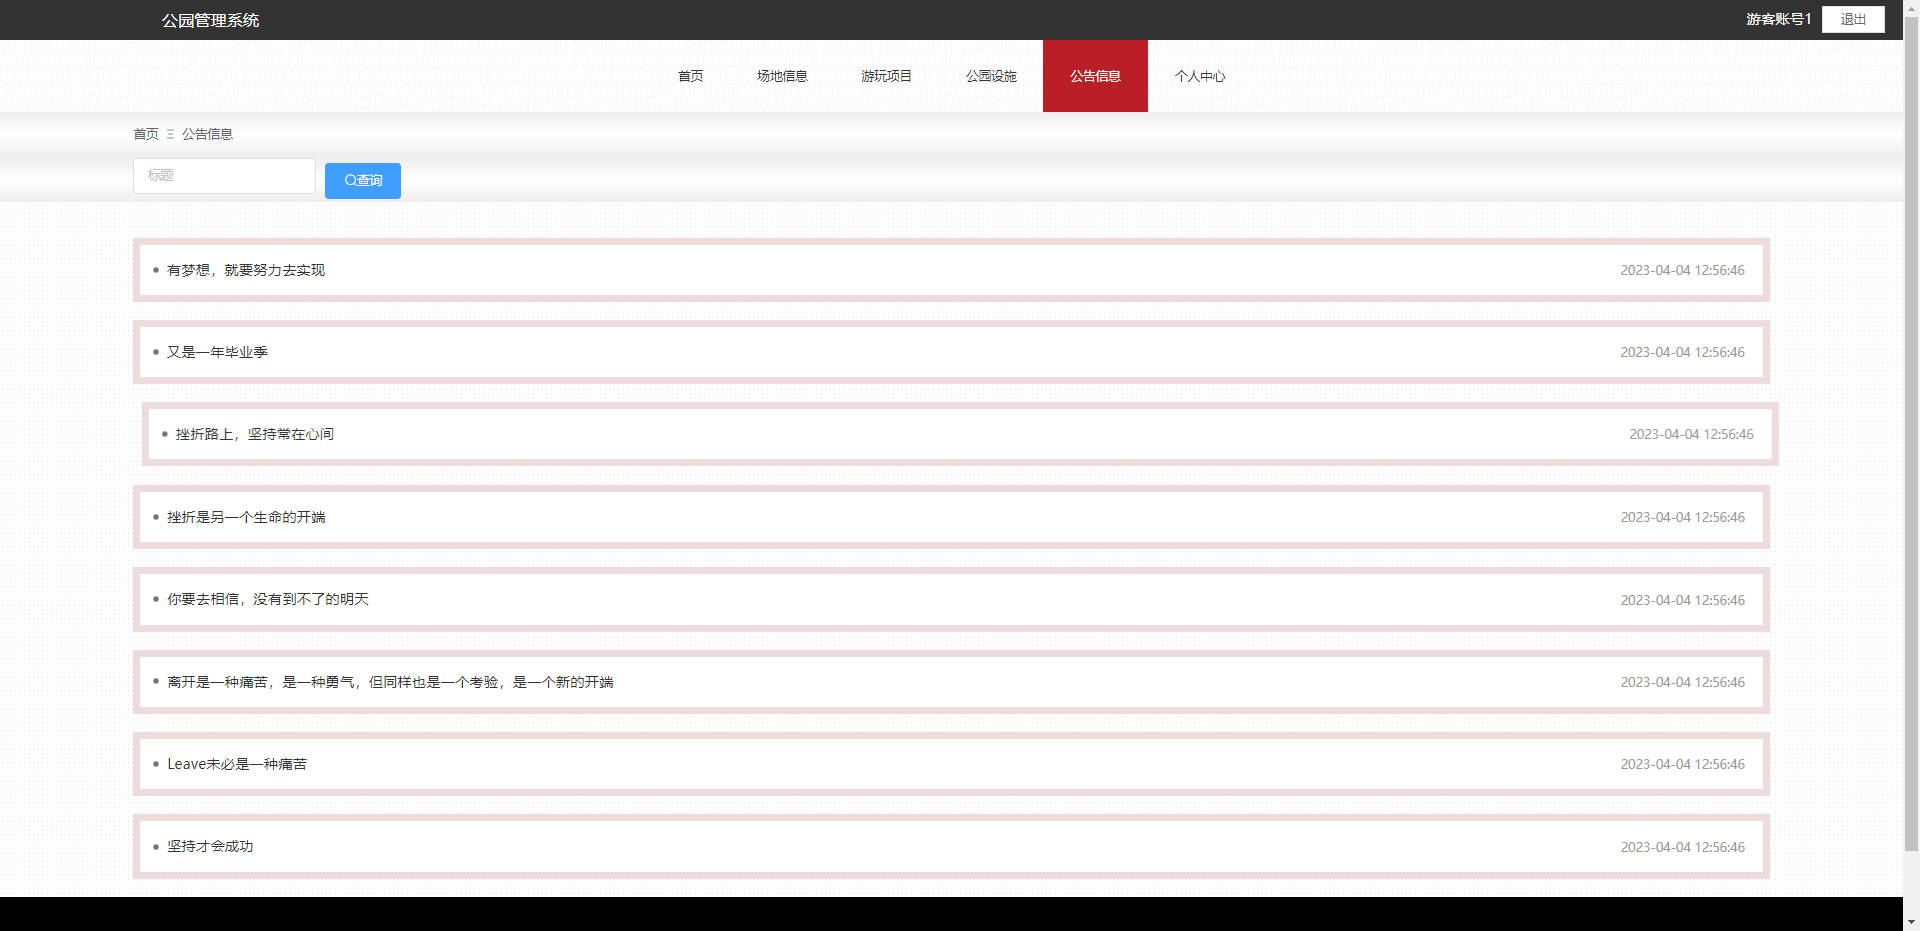 公园管理系统
游客账号1 退出
首页 场地信息 游玩项目 公园设施 公告信息 个人中心
首页 公告信息
标题 查询
有梦想，就要努力去实现 2023-04-04 12:56:46
又是一年毕业季 2023-04-04 12:56:46
挫折路上，坚持常在心间 2023-04-04 12:56:46
挫折是另一个生命的开端 2023-04-04 12:56:46
你要去相信，没有到不了的明天 2023-04-04 12:56:46
离开是一种痛苦，是一种勇气，但同样也是一个考验，是一个新的开端 2023-04-04 12:56:46
Leave未必是一种痛苦 2023-04-04 12:56:46
坚持才会成功 2023-04-04 12:56:46